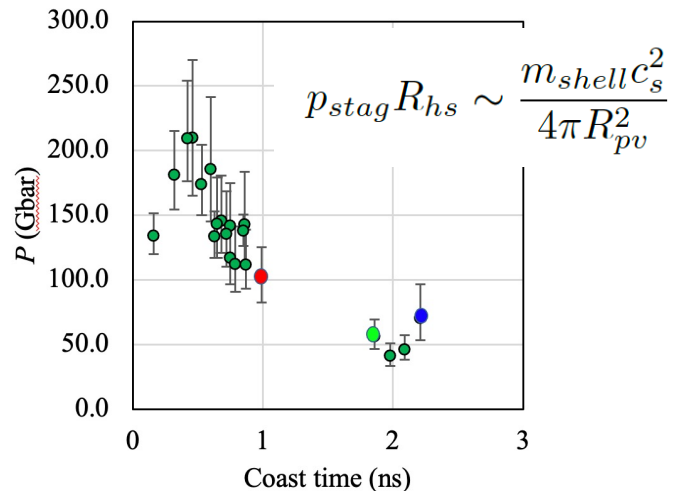 300.0
250.0
200.0
150.0
100.0
50.0
0.0
P (Gbar)
p_{stag}R_{hs} \sim \frac{m_{shell}c_s^2}{4\pi R_{pv}^2}
0 1 2 3
Coast time (ns)